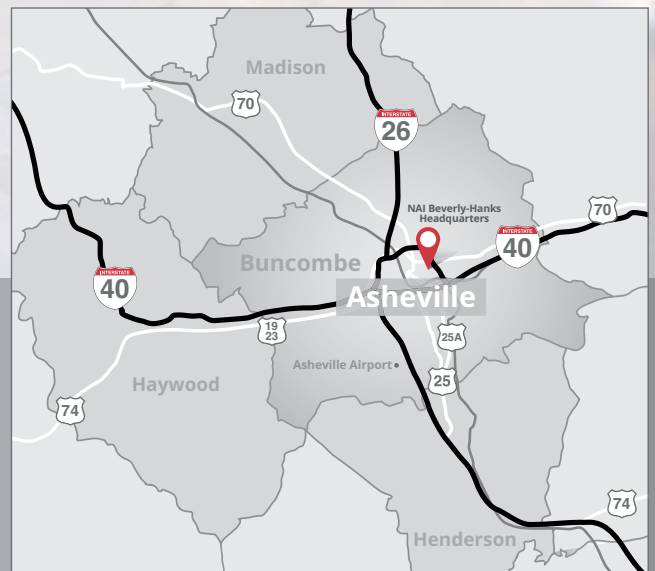 Madison
70
INTERSTATE
26
NAI Beverly-Hanks
Headquarters
70
INTERSTATE
40
Buncombe
INTERSTATE
40
Asheville
19
23
25A
Asheville Airport
25
Haywood
74
74
Henderson